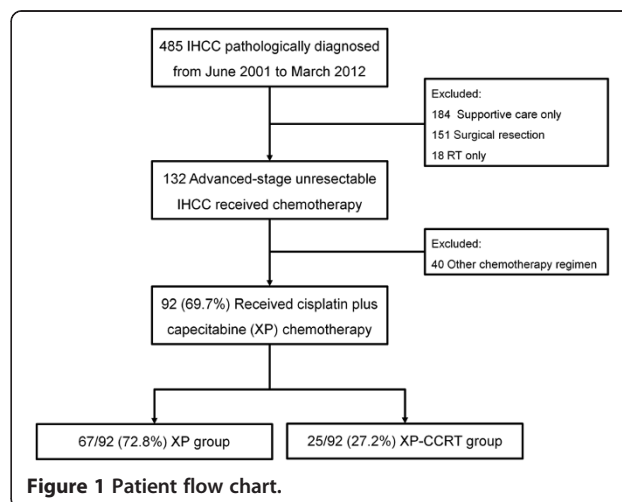 485 IHCC pathologically diagnosed
from June 2001 to March 2012
Excluded:
184 Supportive care only
151 Surgical resection
18 RT only
132 Advanced-stage unresectable
IHCC received chemotherapy
Excluded:
40 Other chemotherapy regimen
92 (69.7%) Received cisplatin plus
capecitabine (XP) chemotherapy
67/92 (72.8%) XP group
25/92 (27.2%) XP-CCRT group
Figure 1 Patient flow chart.